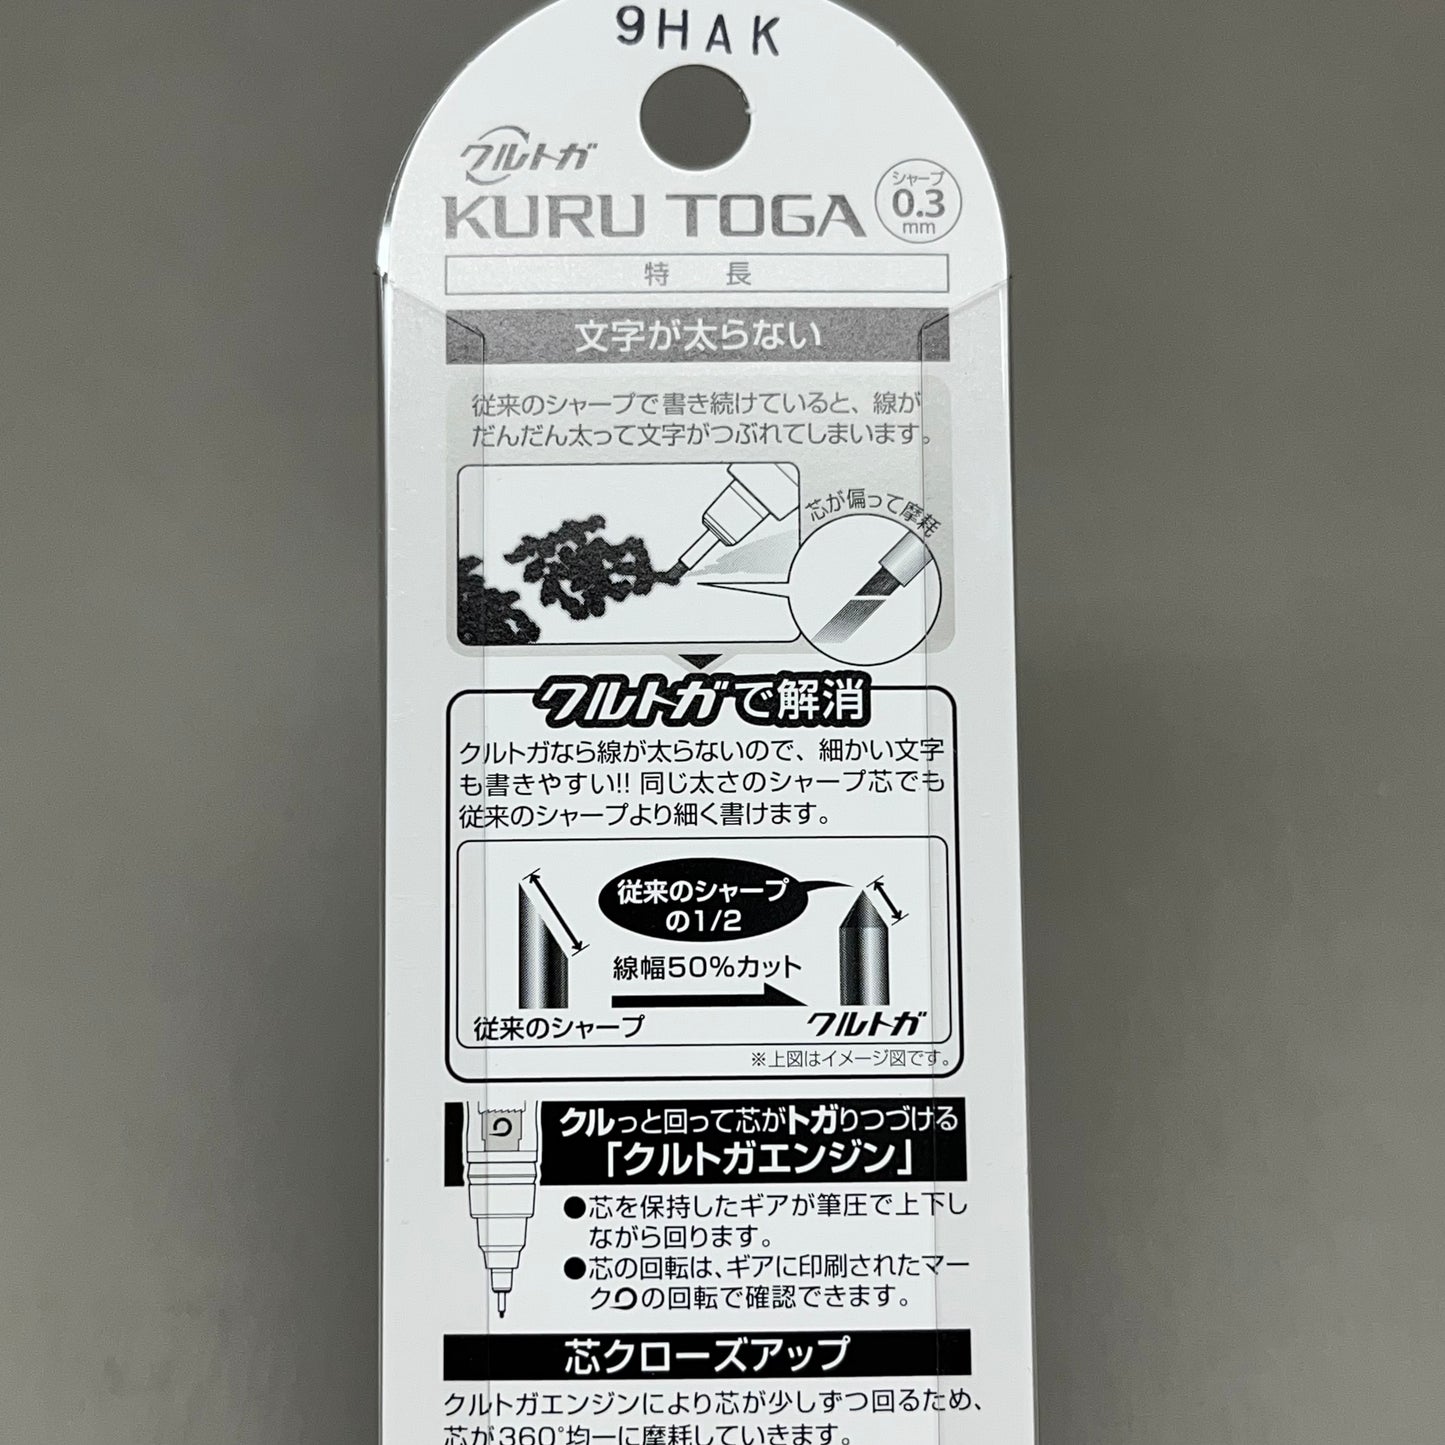 9HAK
クルトガ
KURU TOGA
シャープ
0.3
mm
特 長
文字が太らない
従来のシャープで書き続けていると、線が
だんだん太って文字がつぶれてしまいます。
芯が偏って摩耗
クルトガで解消
クルトガなら線が太らないので、細かい文字
も書きやすい!!同じ太さのシャープ芯でも
従来のシャープより細く書けます。
従来のシャープ
の1/2
線幅50%カット
従来のシャープ
クルトガ
※上図はイメージ図です。
クルっと回って芯がトガりつづける
「クルトガエンジン」
●芯を保持したギアが筆圧で上下し
ながら回ります。
●芯の回転は、ギアに印刷されたマー
クの回転で確認できます。
芯クローズアップ
クルトガエンジンにより芯が少しずつ回るため、
芯が360°均一に摩耗していきます。